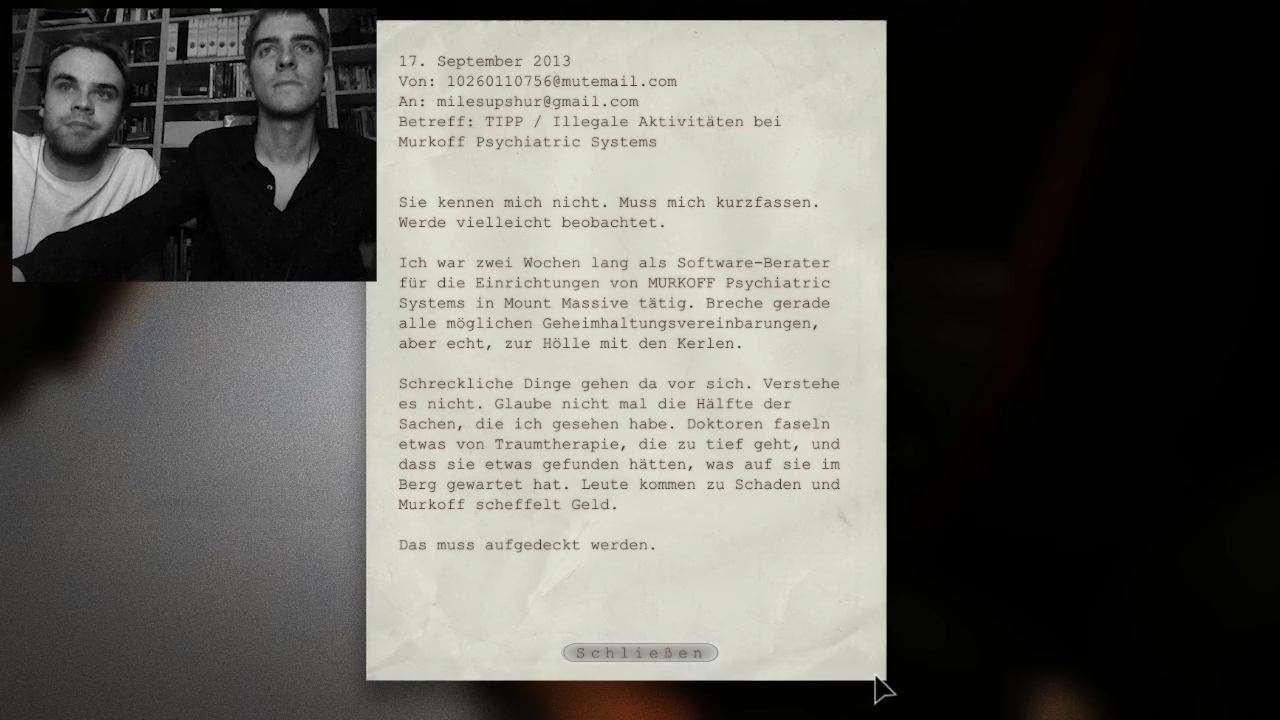 17. September 2013
Von: 10260110756@mutemail.com
An: milesupshur@gmail.com
Betreff: TIPP / Illegale Aktivitäten bei
Murkoff Psychiatric Systems
Sie kennen mich nicht. Muss mich kurzfassen.
Werde vielleicht beobachtet.
Ich war zwei Wochen lang als Software-Berater
für die Einrichtungen von MURKOFF Psychiatric
Systems in Mount Massive tätig. Breche gerade
alle möglichen Geheimhaltungsvereinbarungen,
aber echt, zur Hölle mit den Kerlen.
Schreckliche Dinge gehen da vor sich. Verstehe
es nicht. Glaube nicht mal die Hälfte der
Sachen, die ich gesehen habe. Doktoren faseln
etwas von Traumtherapie, die zu tief geht, und
dass sie etwas gefunden hätten, was auf sie im
Berg gewartet hat. Leute kommen zu Schaden und
Murkoff scheffelt Geld.
Das muss aufgedeckt werden.
Schließen